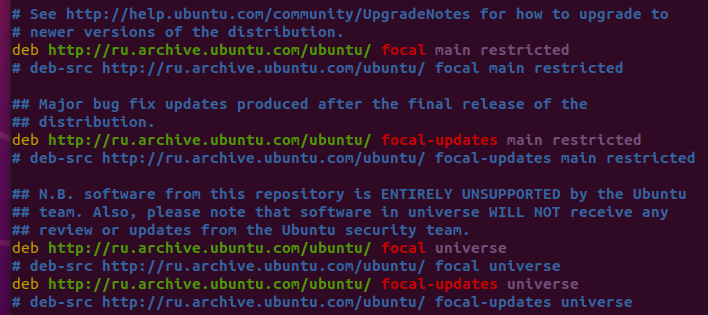 # See http://help.ubuntu.com/community/UpgradeNotes for how to upgrade to
# newer versions of the distribution.
deb http://ru.archive.ubuntu.com/ubuntu/ focal main restricted
# deb-src http://ru.archive.ubuntu.com/ubuntu/ focal main restricted
## Major bug fix updates produced after the final release of the
## distribution.
deb http://ru.archive.ubuntu.com/ubuntu/ focal-updates main restricted
# deb-src http://ru.archive.ubuntu.com/ubuntu/ focal-updates main restricted
## N.B. software from this repository is ENTIRELY UNSUPPORTED by the Ubuntu
## team. Also, please note that software in universe WILL NOT receive any
## review or updates from the Ubuntu security team.
deb http://ru.archive.ubuntu.com/ubuntu/ focal universe
# deb-src http://ru.archive.ubuntu.com/ubuntu/ focal universe
deb http://ru.archive.ubuntu.com/ubuntu/ focal-updates universe
# deb-src http://ru.archive.ubuntu.com/ubuntu/ focal-updates universe